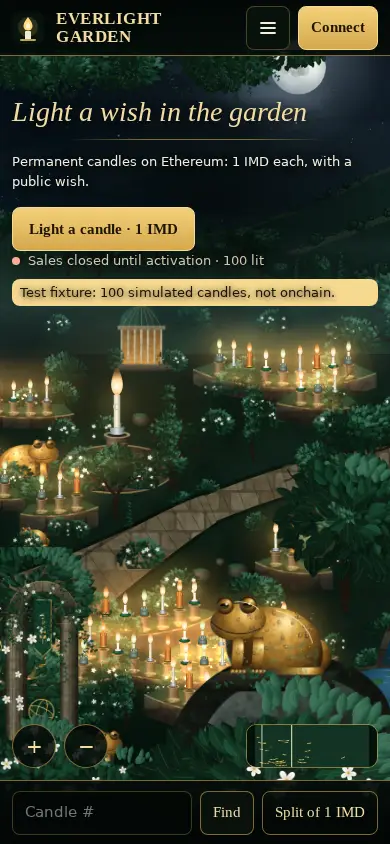 EVERLIGHT
GARDEN
Connect
Light a wish in the garden
Permanent candles on Ethereum: 1 IMD each, with a
public wish.
Light a candle · 1 IMD
Sales closed until activation · 100 lit
Test fixture: 100 simulated candles, not onchain.
+
−
Candle #
Find
Split of 1 IMD